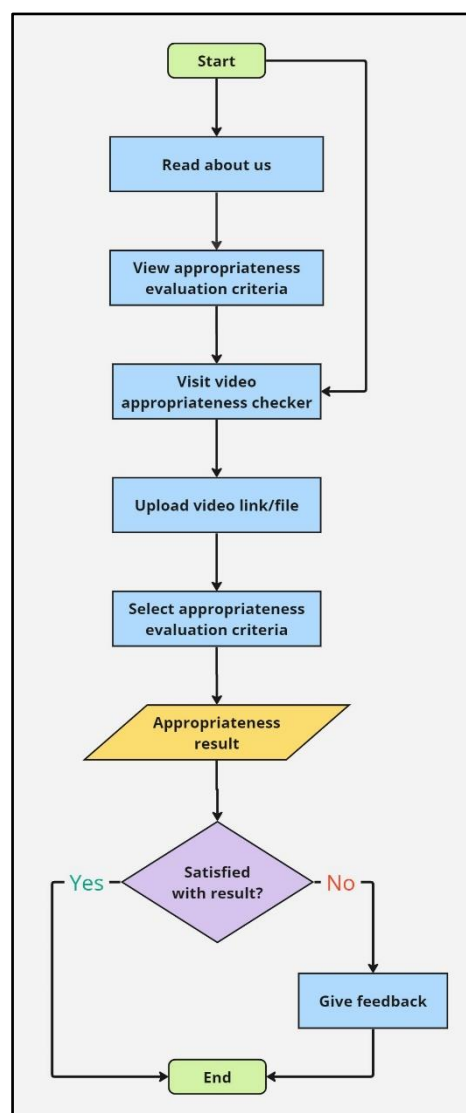 Start
Read about us
View appropriateness
evaluation criteria
Visit video
appropriateness checker
Upload video link/file
Select appropriateness
evaluation criteria
Appropriateness
result
Satisfied
with result?
Yes
No
Give feedback
End